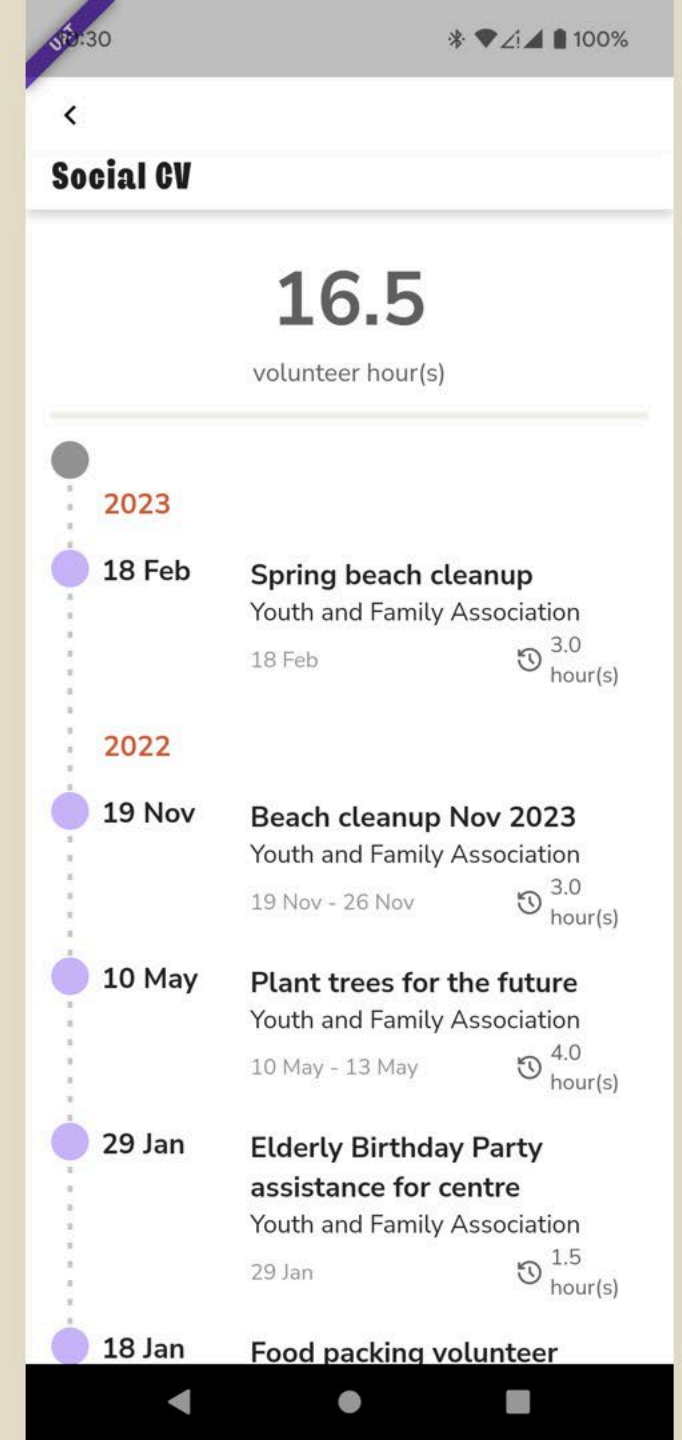 UAT
:30
100%
Social CV
16.5
volunteer hour(s)
2023
18 Feb
Spring beach cleanup
Youth and Family Association
18 Feb
3.0
hour(s)
2022
19 Nov
Beach cleanup Nov 2023
Youth and Family Association
19 Nov - 26 Nov
3.0
hour(s)
10 May
Plant trees for the future
Youth and Family Association
10 May - 13 May
4.0
hour(s)
29 Jan
Elderly Birthday Party
assistance for centre
Youth and Family Association
29 Jan
1.5
hour(s)
18 Jan
Food packing volunteer